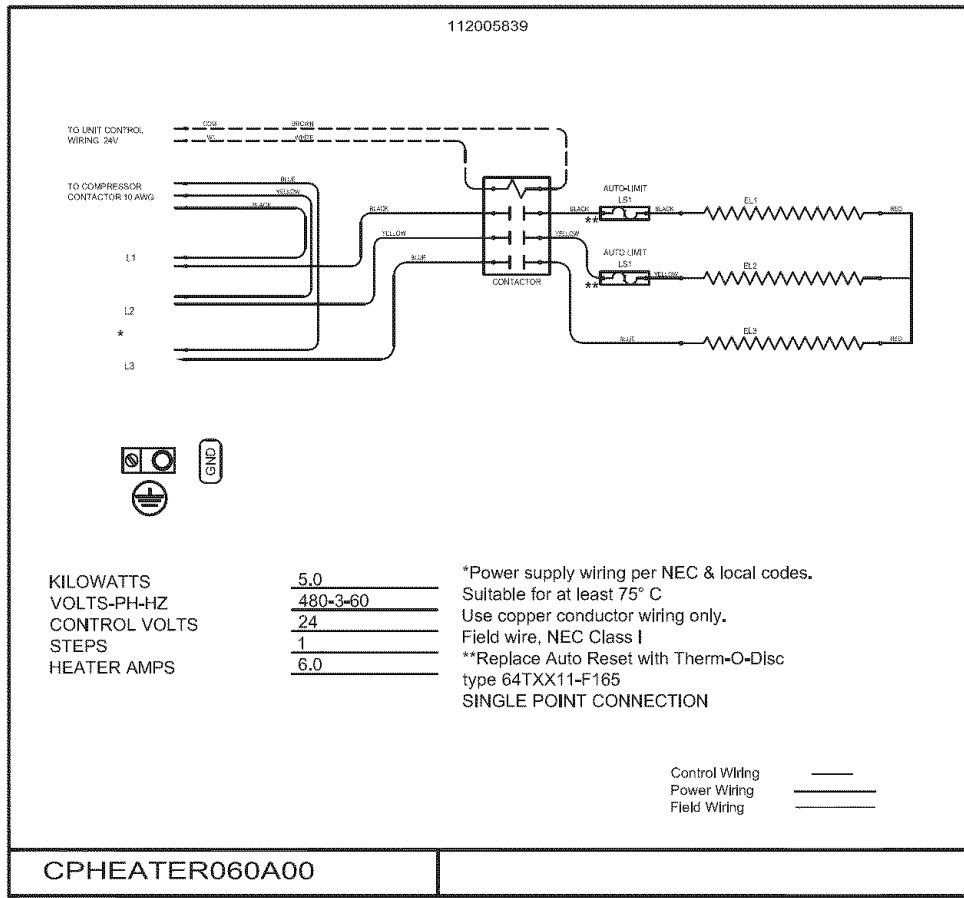 112005839
TO UNIT CONTROL
WIRING 24V
COM
BROWN
W1
WHITE
TO COMPRESSOR
CONTACTOR 10 AWG
BLUE
YELLOW
BLACK
L1
L2
*
L3
BLACK
YELLOW
BLUE
CONTACTOR
AUTO-LIMIT
LS1
BLACK
**
BLACK
EL1
RED
YELLOW
AUTO LIMIT
LS1
**
YELLOW
EL2
BLUE
EL3
RED
GND
KILOWATTS 5.0
VOLTS-PH-HZ 480-3-60
CONTROL VOLTS 24
STEPS 1
HEATER AMPS 6.0
*Power supply wiring per NEC & local codes.
Suitable for at least 75° C
Use copper conductor wiring only.
Field wire, NEC Class I
**Replace Auto Reset with Therm-O-Disc
type 64TXX11-F165
SINGLE POINT CONNECTION
Control Wiring
Power Wiring
Field Wiring
CPHEATER060A00